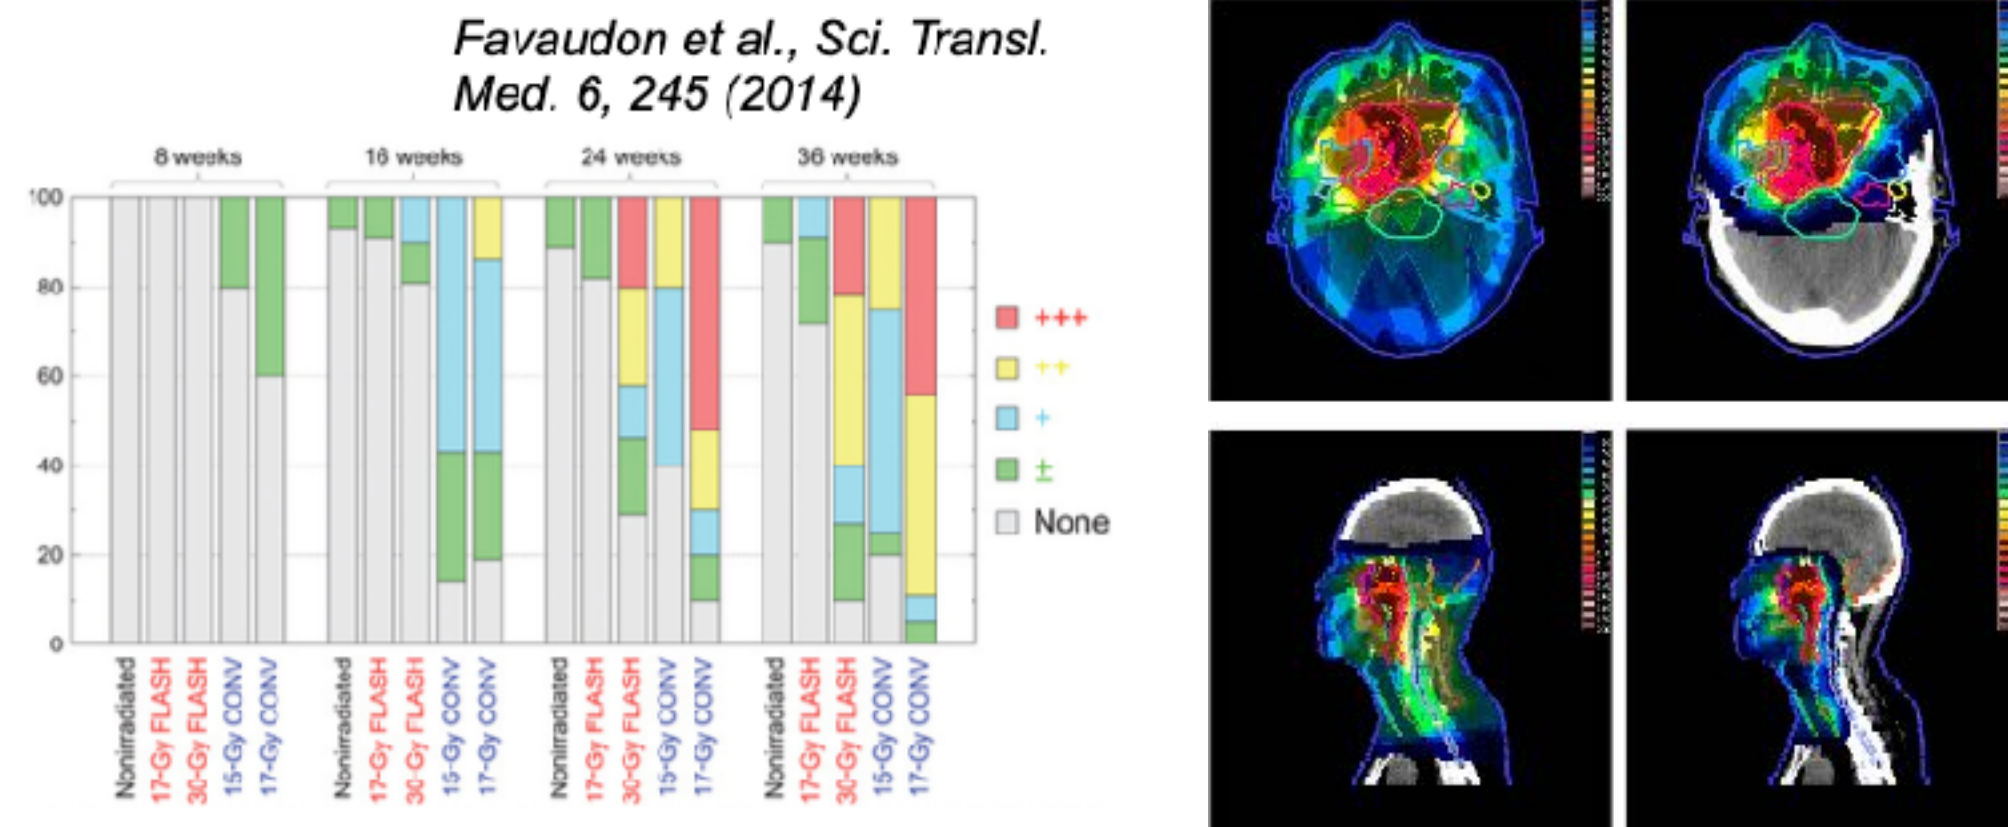 Favaudon et al., Sci. Transl.
Med. 6, 245 (2014)
8 weeks
16 weeks
24 weeks
36 weeks
100
80
60
40
20
0
+++
++
+
±
None
Nonirradiated
17-Gy FLASH
30-Gy FLASH
15-Gy CONV
17-Gy CONV
Nonirradiated
17-Gy FLASH
30-Gy FLASH
15-Gy CONV
17-Gy CONV
Nonirradiated
17-Gy FLASH
30-Gy FLASH
15-Gy CONV
17-Gy CONV
Nonirradiated
17-Gy FLASH
30-Gy FLASH
15-Gy CONV
17-Gy CONV